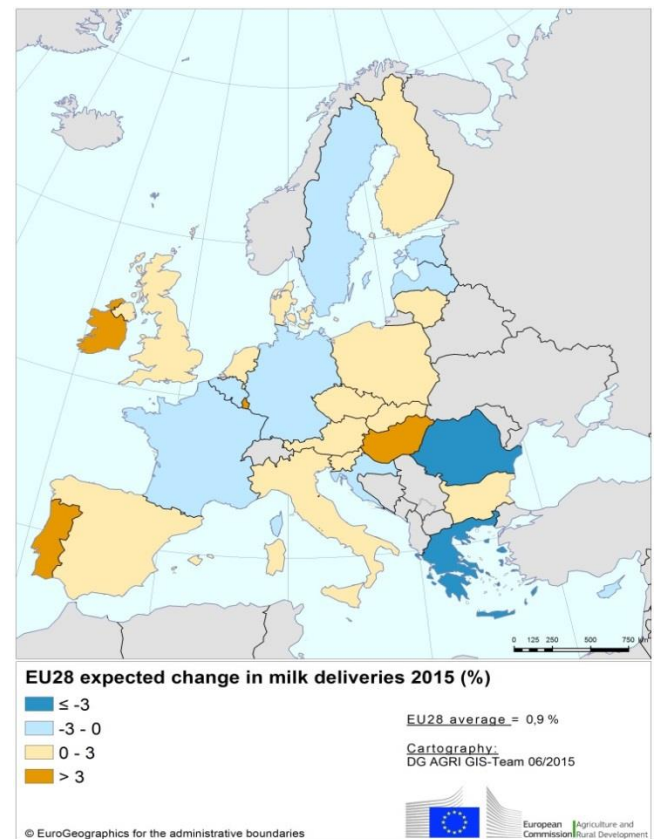 0 125 250 500 750 km
EU28 expected change in milk deliveries 2015 (%)
≤ -3
-3 - 0
0 - 3
> 3
EU28 average = 0,9 %
Cartography:
DG AGRI GIS-Team 06/2015
European Commission
Agriculture and Rural Development
© EuroGeographics for the administrative boundaries